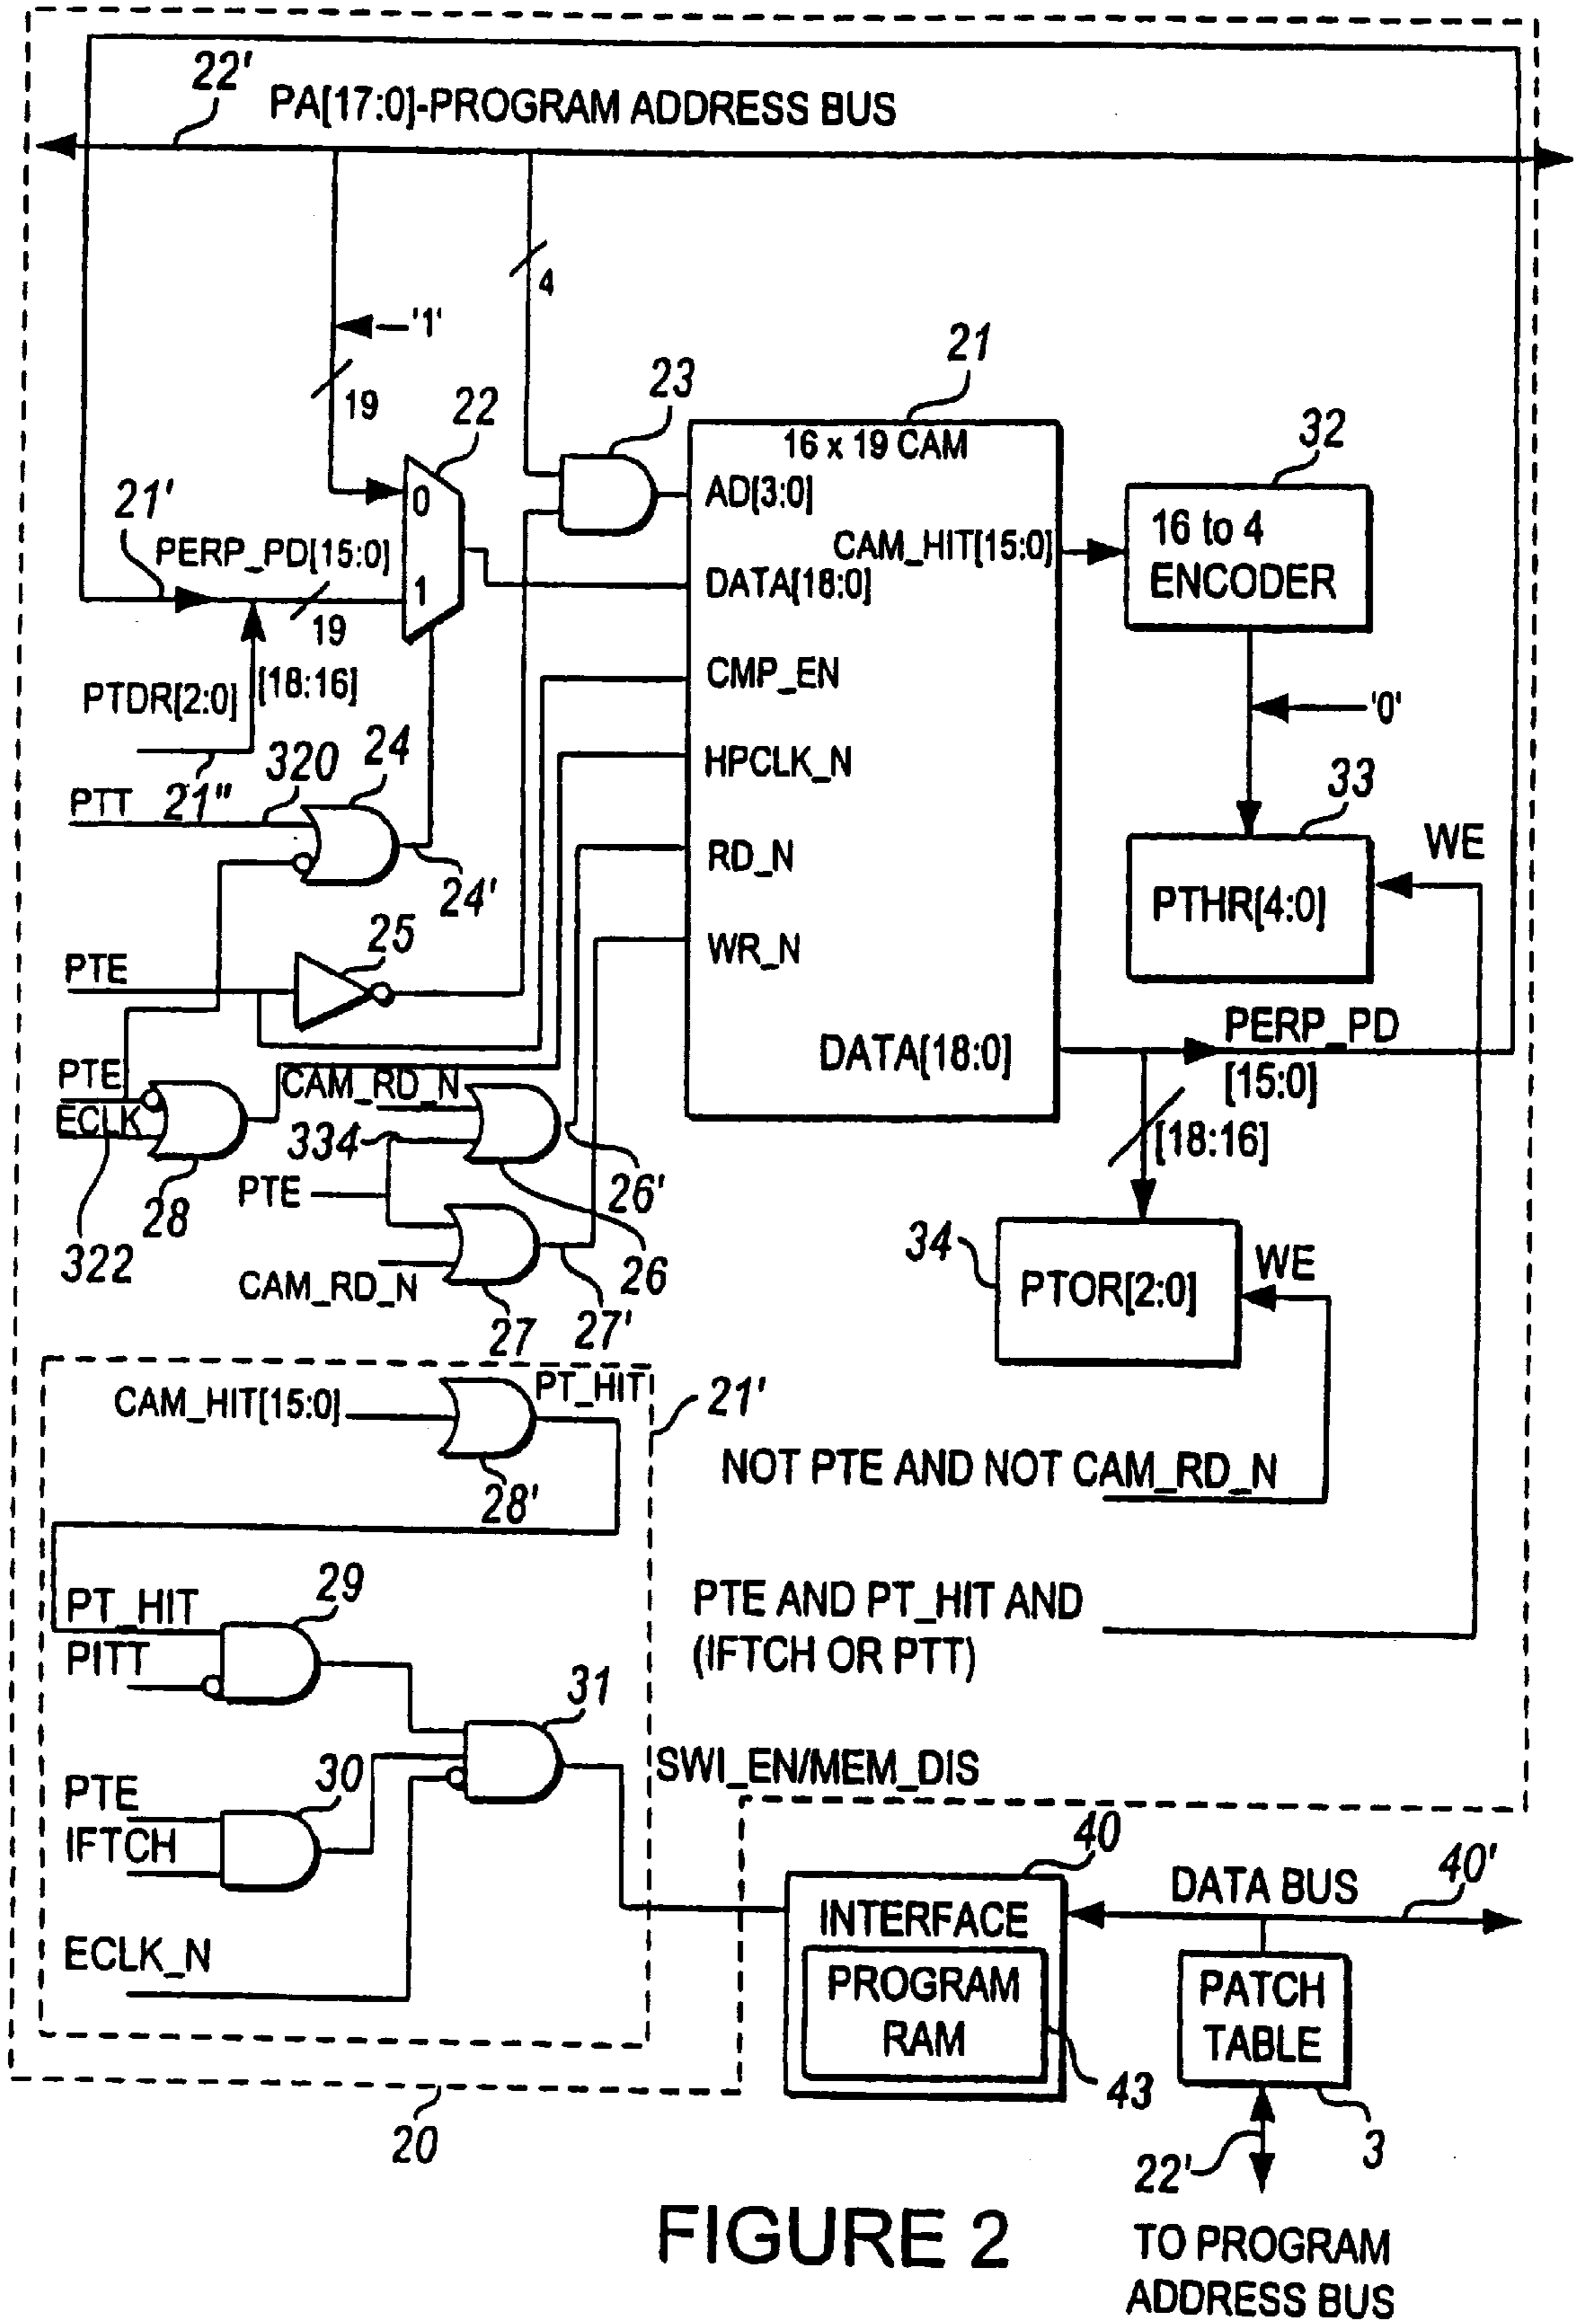 22'
PA[17:0]-PROGRAM ADDRESS BUS
4
'1'
19
22
23
21
16 x 19 CAM
32
0
AD[3:0]
21'
PERP_PD[15:0]
CAM_HIT[15:0]
16 to 4
ENCODER
1
DATA[18:0]
19
PTDR[2:0]
[18:16]
CMP_EN
'0'
320
24
HPCLK_N
33
PTT
21"
WE
RD_N
24'
PTHR[4:0]
25
WR_N
PTE
PERP_PD
[15:0]
DATA[18:0]
PTE
ECLK
CAM_RD_N
334
[18:16]
28
PTE
26'
322
26
34
WE
CAM_RD_N
PTOR[2:0]
27
27'
CAM_HIT[15:0]
PT_HIT
21'
28'
NOT PTE AND NOT CAM_RD_N
29
PT_HIT
PITT
PTE AND PT_HIT AND
(IFTCH OR PTT)
31
30
SWI_EN/MEM_DIS
PTE
IFTCH
40
40'
DATA BUS
INTERFACE
ECLK_N
PROGRAM
RAM
PATCH
TABLE
43
20
3
22'
FIGURE 2
TO PROGRAM
ADDRESS BUS